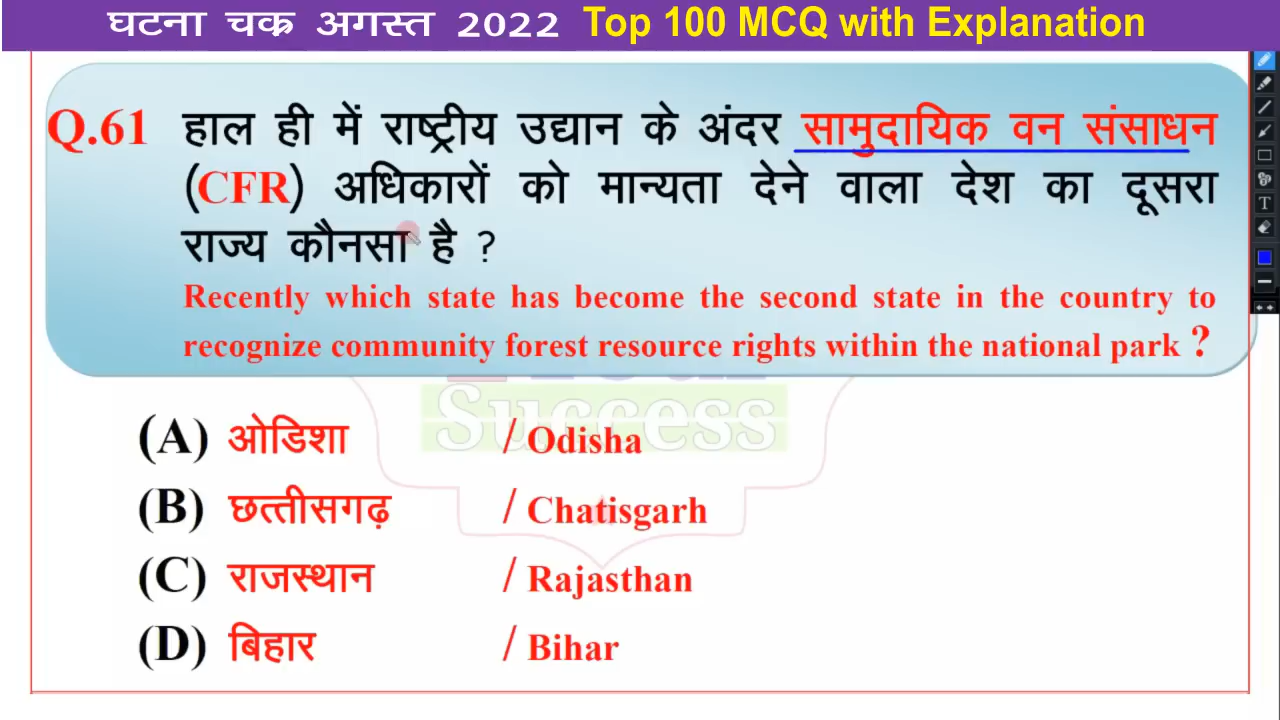 घटना चक्र अगस्त 2022 Top 100 MCQ with Explanation
Q.61 हाल ही में राष्ट्रीय उद्यान के अंदर सामुदायिक वन संसाधन
(CFR) अधिकारों को मान्यता देने वाला देश का दूसरा
राज्य कौनसा है ?
Recently which state has become the second state in the country to
recognize community forest resource rights within the national park ?
Success
(A) ओडिशा / Odisha
(B) छत्तीसगढ़ / Chatisgarh
(C) राजस्थान / Rajasthan
(D) बिहार / Bihar
T